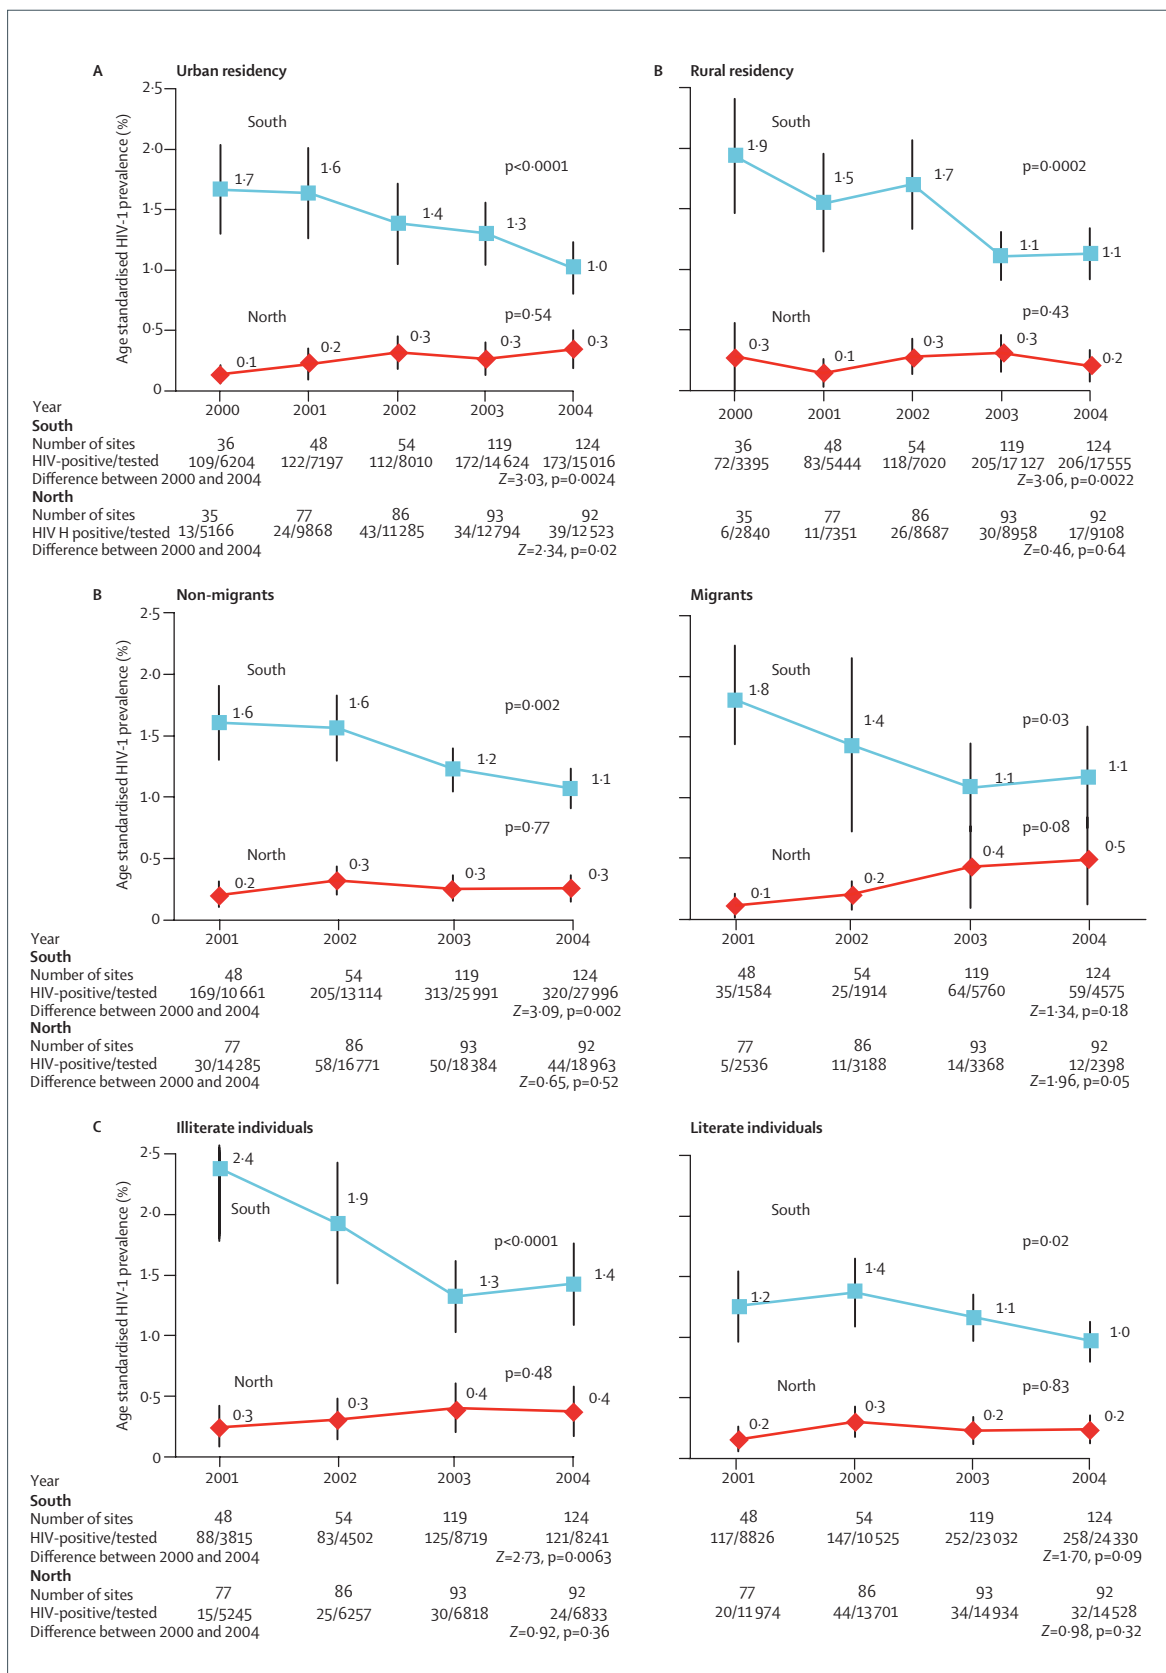 A Urban residency
Age standardised HIV-1 prevalence (%)
2·5
2·0
1·5
1·0
0·5
0
South
1·7
1·6
1·4
1·3
1·0
p<0·0001
North
0·1
0·2
0·3
0·3
0·3
p=0·54
B Rural residency
South
1·9
1·5
1·7
1·1
1·1
p=0·0002
North
0·3
0·1
0·3
0·3
0·2
p=0·43
Year 2000 2001 2002 2003 2004 2000 2001 2002 2003 2004
South
Number of sites 36 48 54 119 124 36 48 54 119 124
HIV-positive/tested 109/6204 122/7197 112/8010 172/14 624 173/15 016 72/3395 83/5444 118/7020 205/17 127 206/17 555
Difference between 2000 and 2004 Z=3·03, p=0·0024 Z=3·06, p=0·0022
North
Number of sites 35 77 86 93 92 35 77 86 93 92
HIV H positive/tested 13/5166 24/9868 43/11 285 34/12 794 39/12 523 6/2840 11/7351 26/8687 30/8958 17/9108
Difference between 2000 and 2004 Z=2·34, p=0·02 Z=0·46, p=0·64
B Non-migrants
Age standardised HIV-1 prevalence (%)
2·5
2·0
1·5
1·0
0·5
0
South
1·6
1·6
1·2
1·1
p=0·002
North
0·2
0·3
0·3
0·3
p=0·77
Migrants
South
1·8
1·4
1·1
1·1
p=0·03
North
0·1
0·2
0·4
0·5
p=0·08
Year 2001 2002 2003 2004 2001 2002 2003 2004
South
Number of sites 48 54 119 124 48 54 119 124
HIV-positive/tested 169/10 661 205/13 114 313/25 991 320/27 996 35/1584 25/1914 64/5760 59/4575
Difference between 2000 and 2004 Z=3·09, p=0·002 Z=1·34, p=0·18
North
Number of sites 77 86 93 92 77 86 93 92
HIV-positive/tested 30/14 285 58/16 771 50/18 384 44/18 963 5/2536 11/3188 14/3368 12/2398
Difference between 2000 and 2004 Z=0·65, p=0·52 Z=1·96, p=0·05
C Illiterate individuals
Age standardised HIV-1 prevalence (%)
2·5
2·0
1·5
1·0
0·5
0
2·4
South
1·9
1·3
1·4
p<0·0001
North
0·3
0·3
0·4
0·4
p=0·48
Literate individuals
South
1·2
1·4
1·1
1·0
p=0·02
North
0·2
0·3
0·2
0·2
p=0·83
Year 2001 2002 2003 2004 2001 2002 2003 2004
South
Number of sites 48 54 119 124 48 54 119 124
HIV-positive/tested 88/3815 83/4502 125/8719 121/8241 117/8826 147/10 525 252/23 032 258/24 330
Difference between 2000 and 2004 Z=2·73, p=0·0063 Z=1·70, p=0·09
North
Number of sites 77 86 93 92 77 86 93 92
HIV-positive/tested 15/5245 25/6257 30/6818 24/6833 20/11 974 44/13 701 34/14 934 32/14 528
Difference between 2000 and 2004 Z=0·92, p=0·36 Z=0·98, p=0·32